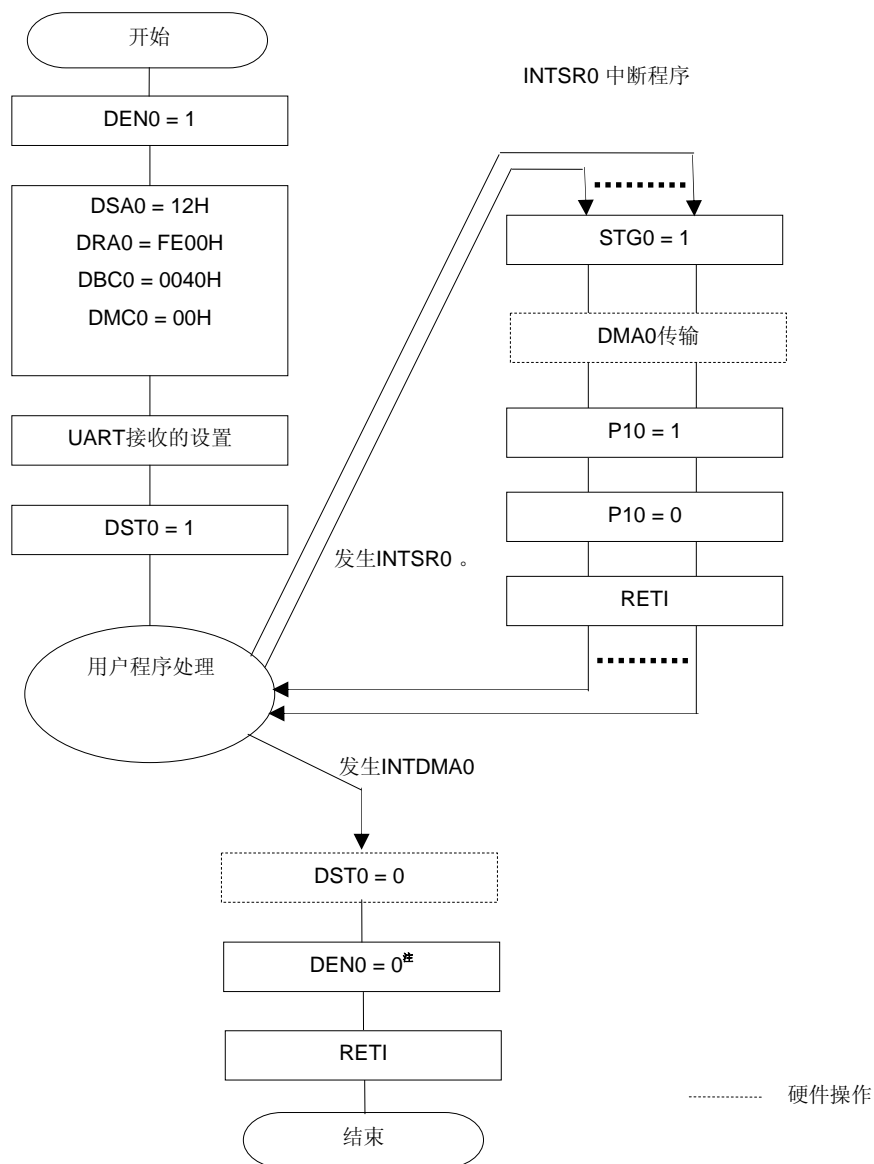 开始
DEN0 = 1
DSA0 = 12H
DRA0 = FE00H
DBC0 = 0040H
DMC0 = 00H
UART接收的设置
DST0 = 1
用户程序处理
INTSR0 中断程序
STG0 = 1
DMA0传输
P10 = 1
P10 = 0
RETI
发生INTSR0 。
发生INTDMA0
DST0 = 0
DEN0 = 0注
RETI
结束
硬件操作